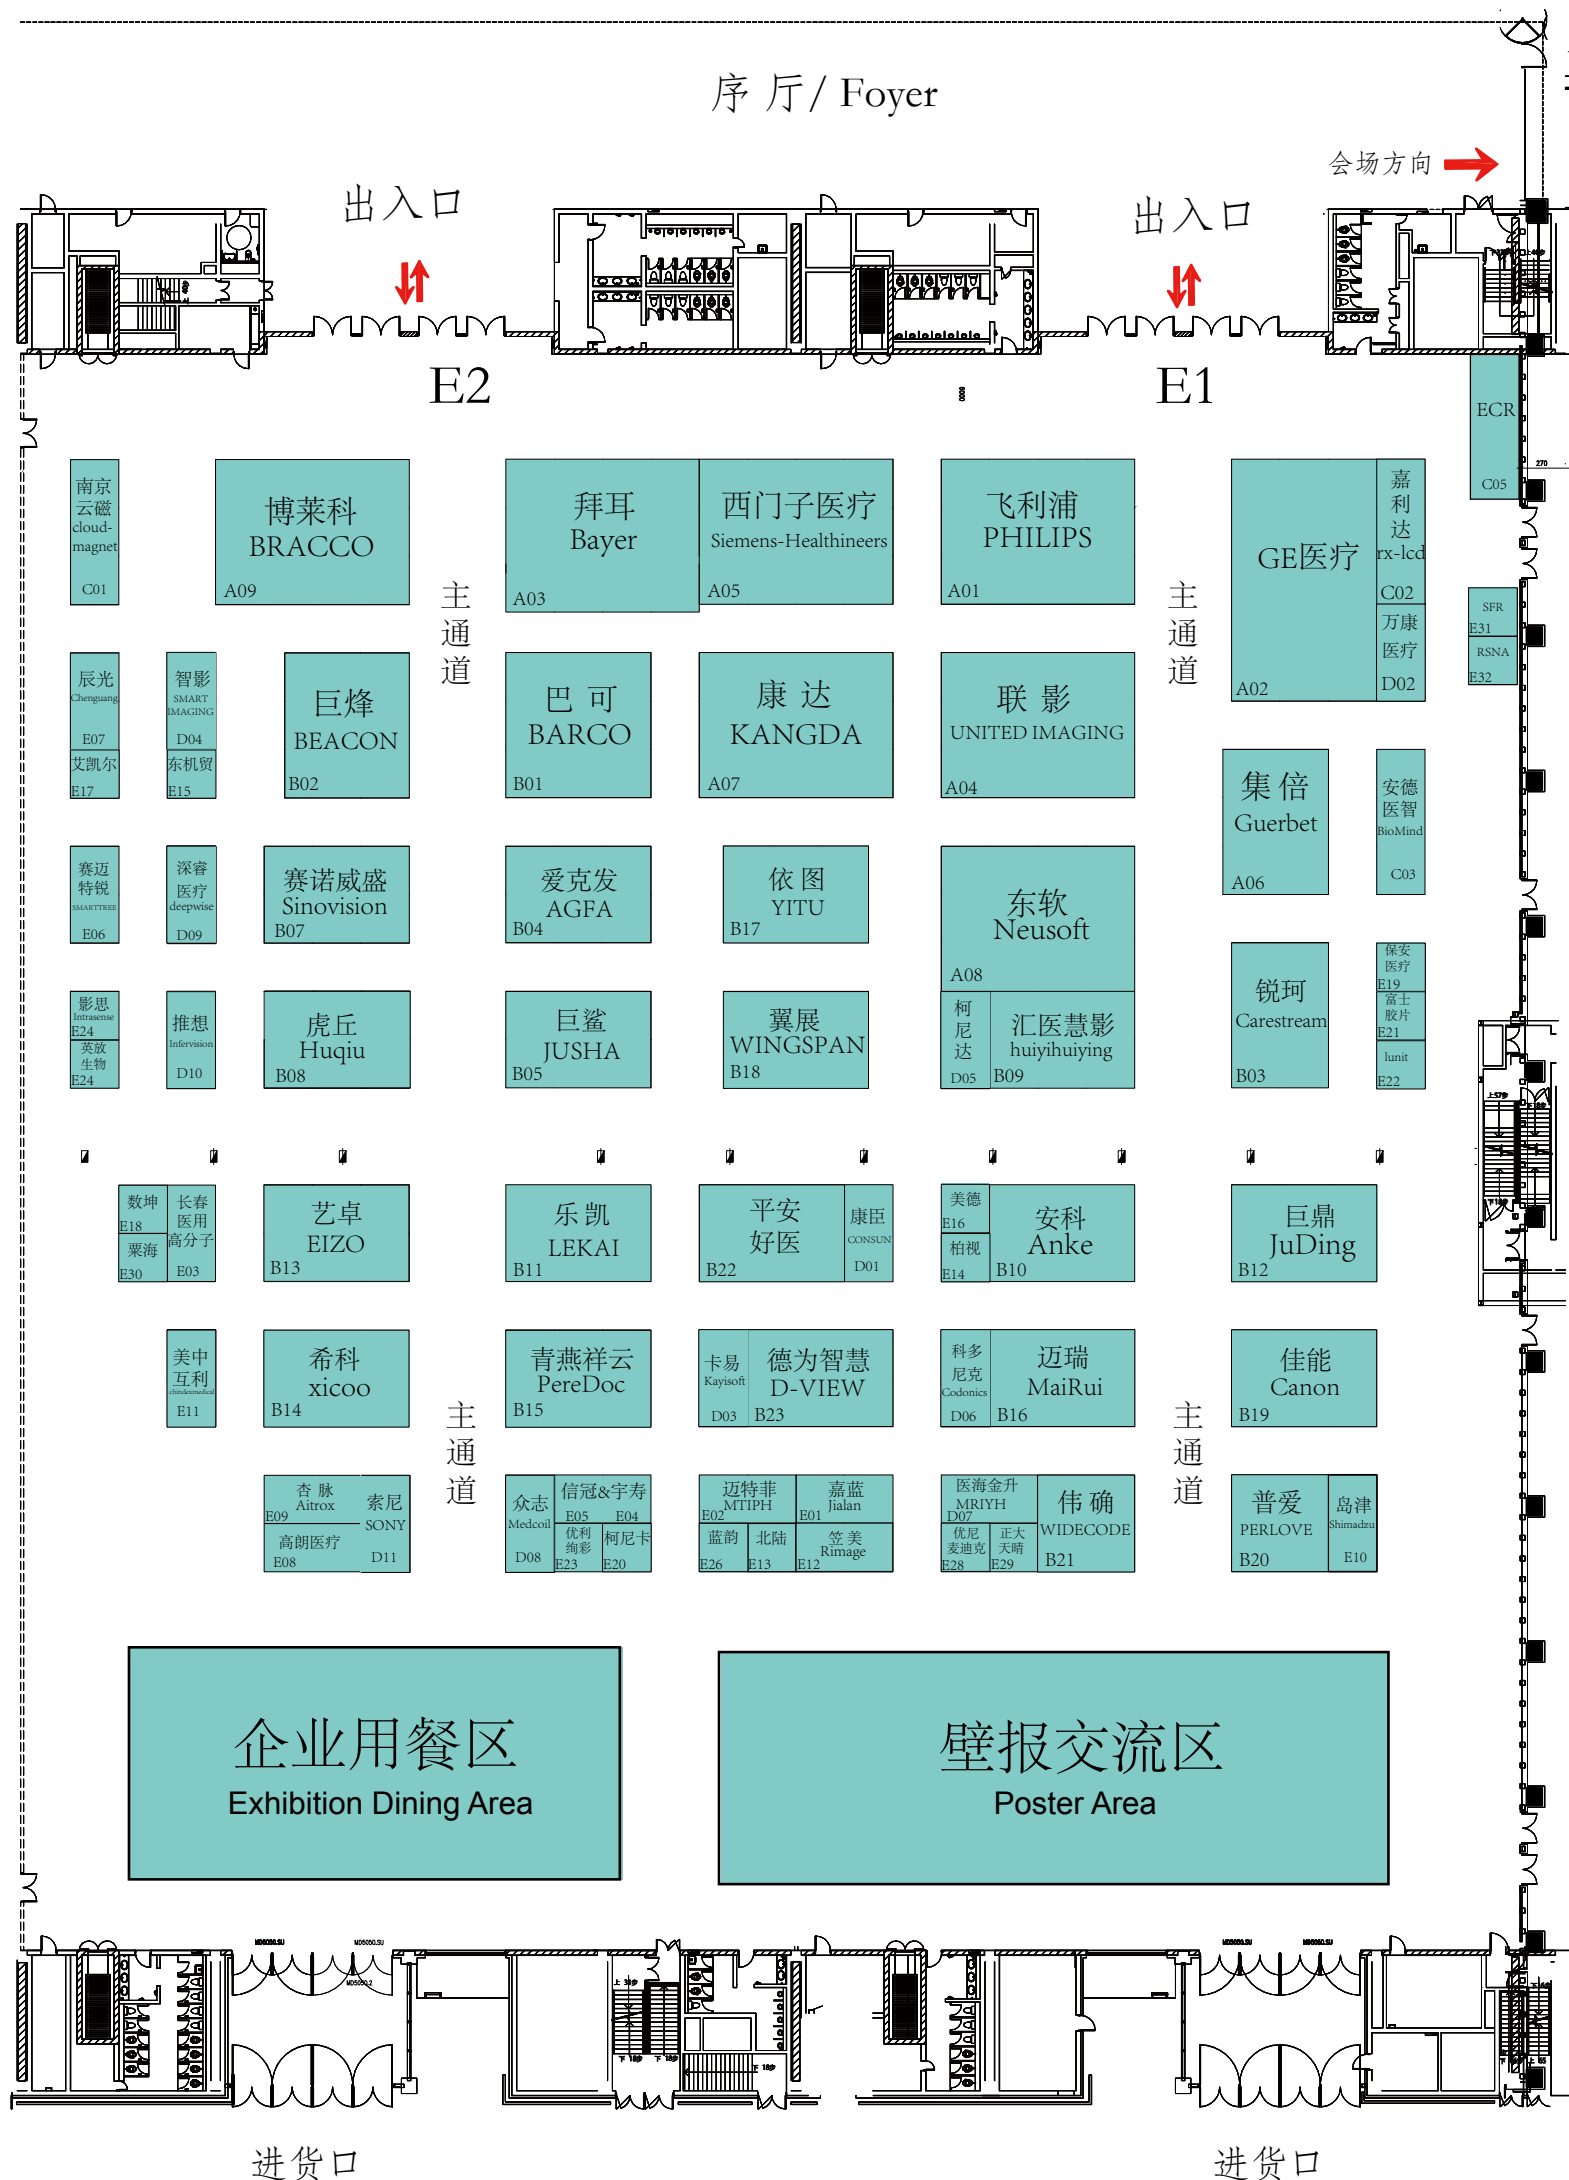 序 厅/ Foyer
会场方向
出入口
出入口
E2
E1
6000
ECR
C05
270
南京
云磁
cloud-
magnet
C01
博莱科
BRACCO
A09
拜耳
Bayer
A03
西门子医疗
Siemens-Healthineers
A05
飞利浦
PHILIPS
A01
GE医疗
A02
嘉
利
达
rx-lcd
C02
万康
医疗
D02
主
通
道
主
通
道
SFR
E31
RSNA
E32
辰光
Chenguang
E07
艾凯尔
E17
智影
SMART
IMAGING
D04
东机贸
E15
巨烽
BEACON
B02
巴 可
BARCO
B01
康 达
KANGDA
A07
联 影
UNITED IMAGING
A04
集 倍
Guerbet
A06
安德
医智
BioMind
C03
赛迈
特锐
SMARTTREE
E06
深睿
医疗
deepwise
D09
赛诺威盛
Sinovision
B07
爱克发
AGFA
B04
依 图
YITU
B17
东软
Neusoft
A08
锐珂
Carestream
B03
保安
医疗
E19
富士
胶片
E21
lunit
E22
影思
Intrasense
E24
英放
生物
E24
推想
Infervision
D10
虎丘
Huqiu
B08
巨鲨
JUSHA
B05
翼展
WINGSPAN
B18
柯
尼
达
D05
汇医慧影
huiyihuiying
B09
数坤
E18
粟海
E30
长春
医用
高分子
E03
艺卓
EIZO
B13
乐 凯
LEKAI
B11
平安
好医
B22
康臣
CONSUN
D01
美德
E16
柏视
E14
安科
Anke
B10
巨鼎
JuDing
B12
美中
互利
chindexmedical
E11
希科
xicoo
B14
青燕祥云
PereDoc
B15
卡易
Kayisoft
D03
德为智慧
D-VIEW
B23
科多
尼克
Codonics
D06
迈瑞
MaiRui
B16
佳能
Canon
B19
主
通
道
主
通
道
杏 脉
Aitrox
E09
高朗医疗
E08
索尼
SONY
D11
众志
Medcoil
D08
信冠&宇寿
E05 E04
优利
绚彩
E23
柯尼卡
E20
迈特菲
MTIPH
E02
嘉蓝
Jialan
E01
蓝韵
E26
北陆
E13
笠 美
Rimage
E12
医海金升
MRIYH
D07
优尼
麦迪克
E28
正大
天晴
E29
伟 确
WIDECODE
B21
普爱
PERLOVE
B20
岛津
Shimadzu
E10
企业用餐区
Exhibition Dining Area
壁报交流区
Poster Area
MD5050.SU
MD5050.SU
MD5050.SU
MD5050.SU
MD5050.2
进货口
进货口